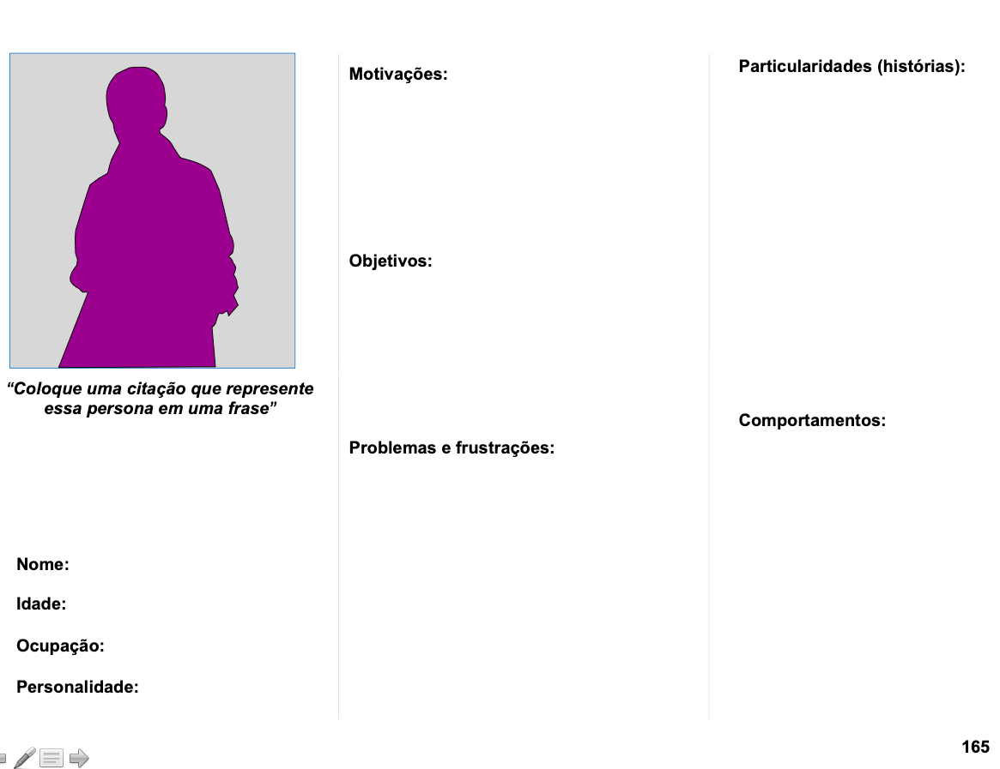 “Coloque uma citação que represente
essa persona em uma frase”
Nome:
Idade:
Ocupação:
Personalidade:
Motivações:
Objetivos:
Problemas e frustrações:
Particularidades (histórias):
Comportamentos:
165